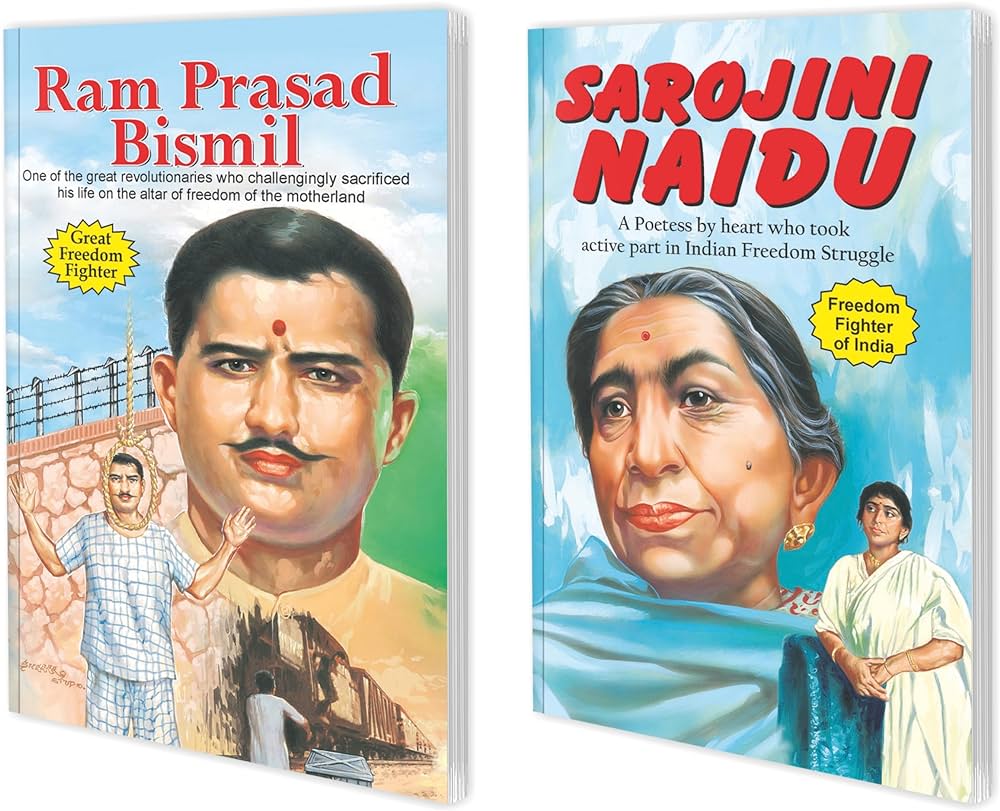 Ram Prasad
Bismil
One of the great revolutionaries who challengingly sacrificed
his life on the altar of freedom of the motherland
Great
Freedom
Fighter
SAROJINI
NAIDU
A Poetess by heart who took
active part in Indian Freedom Struggle
Freedom
Fighter
of India